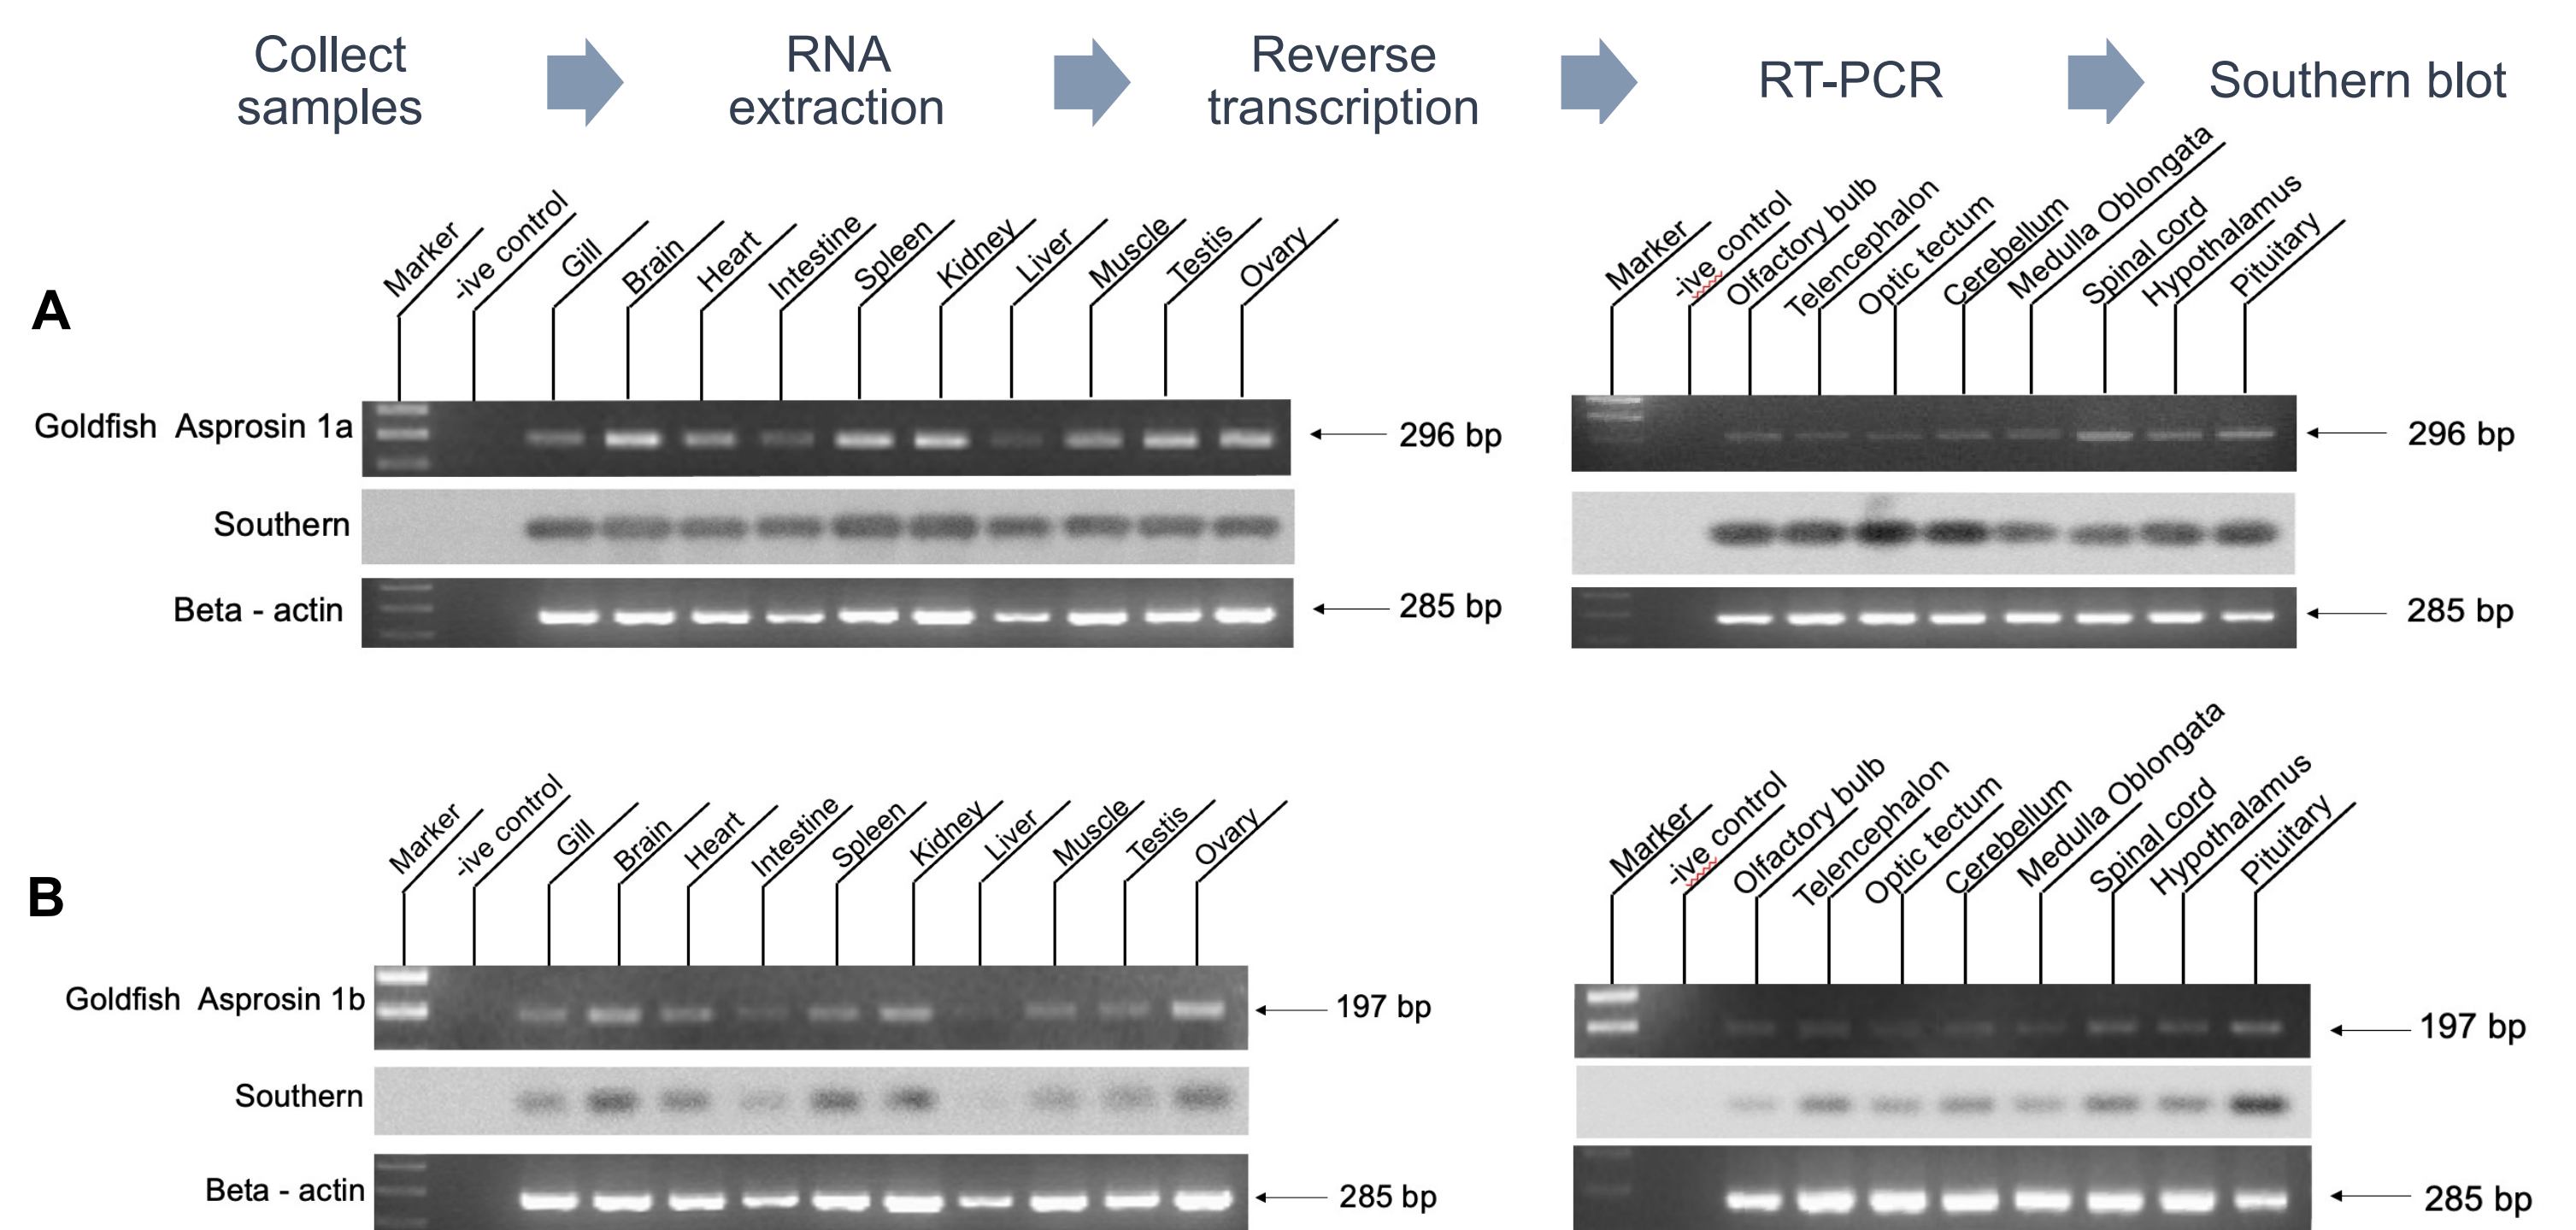 Collect
samples
RNA
extraction
Reverse
transcription
RT-PCR
Southern blot
A
Marker
-ive control
Gill
Brain
Heart
Intestine
Spleen
Kidney
Liver
Muscle
Testis
Ovary
Marker
-ive control
Olfactory bulb
Telencephalon
Optic tectum
Cerebellum
Medulla Oblongata
Spinal cord
Hypothalamus
Pituitary
Goldfish Asprosin 1a
296 bp
296 bp
Southern
Beta - actin
285 bp
285 bp
B
Marker
-ive control
Gill
Brain
Heart
Intestine
Spleen
Kidney
Liver
Muscle
Testis
Ovary
Marker
-ive control
Olfactory bulb
Telencephalon
Optic tectum
Cerebellum
Medulla Oblongata
Spinal cord
Hypothalamus
Pituitary
Goldfish Asprosin 1b
197 bp
197 bp
Southern
Beta - actin
285 bp
285 bp